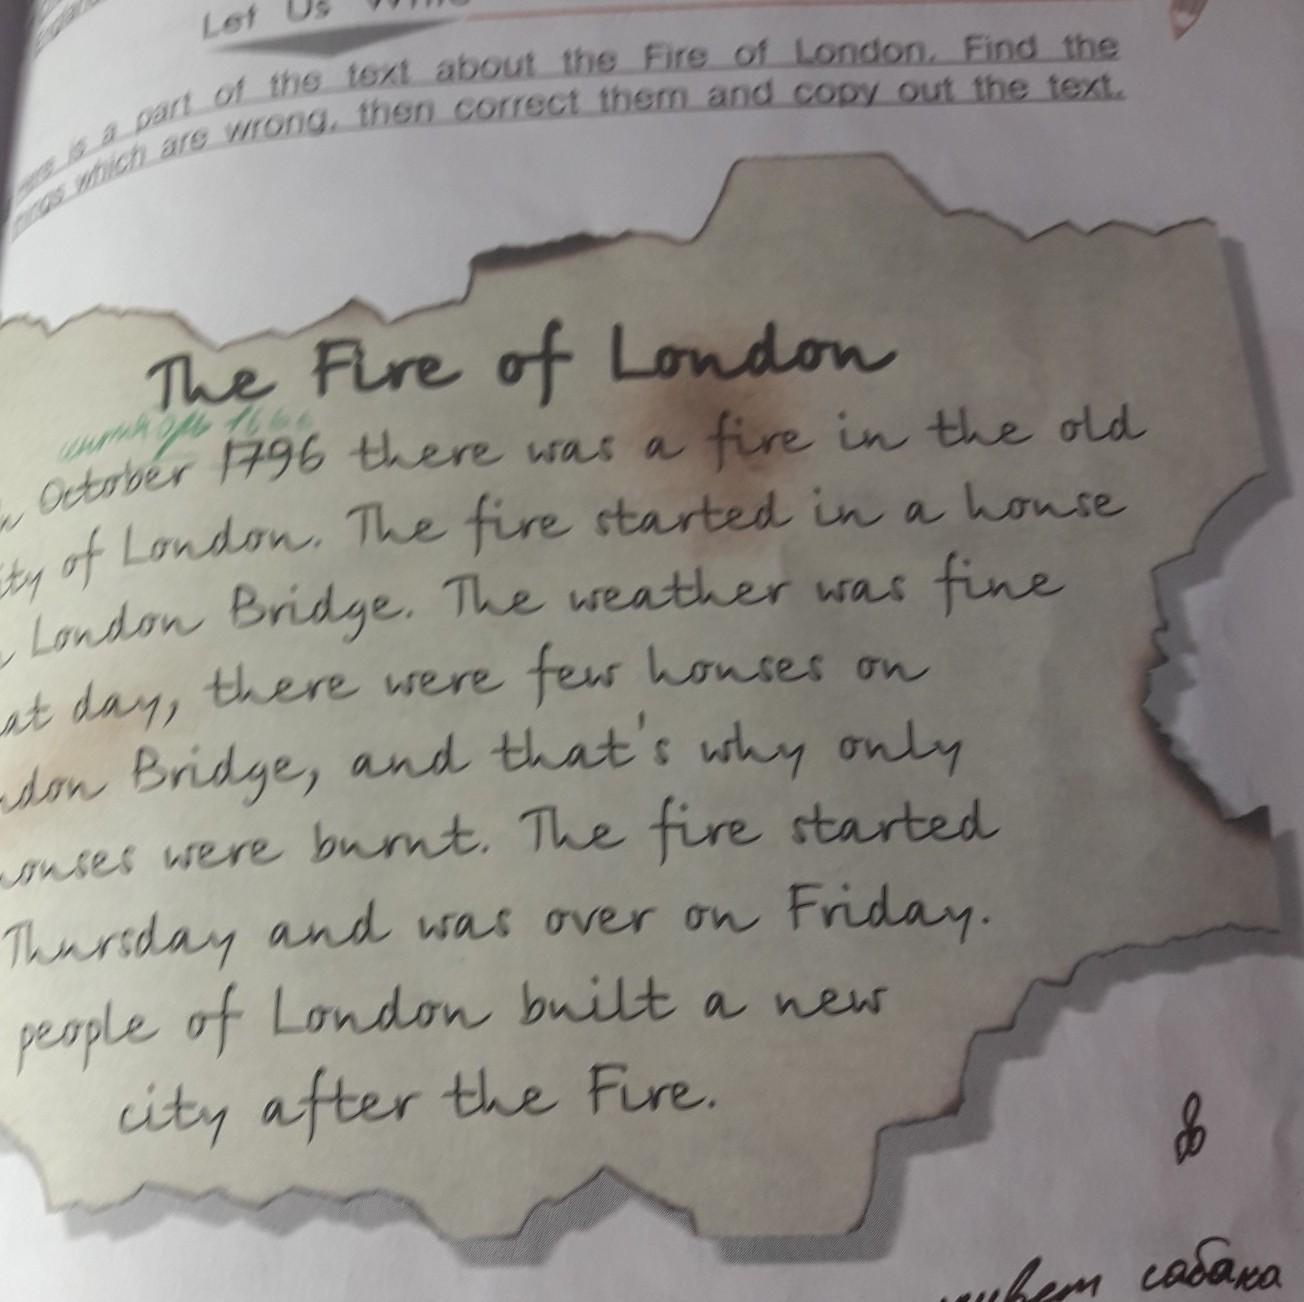 Let Us
is a part of the text about the Fire of London. Find the
which are wrong, then correct them and copy out the text.
The Fire of London
1666
October 1796 there was a fire in the old
of London. The fire started in a house
London Bridge. The weather was fine
day, there were few houses on
Bridge, and that's why only
were burnt. The fire started
Thursday and was over on Friday.
people of London built a new
city after the Fire.
сабака